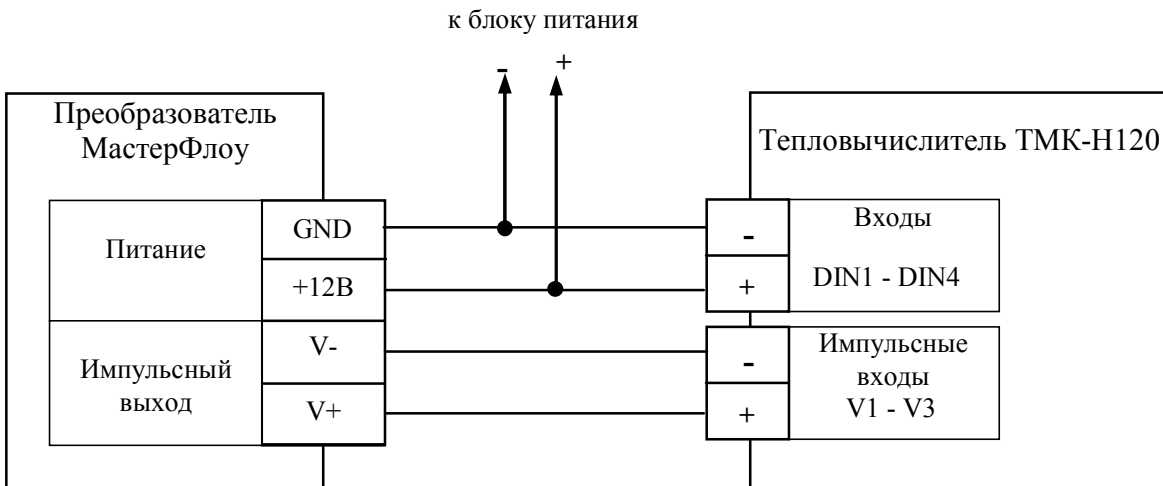 к блоку питания
- +
Преобразователь
МастерФлоу
Тепловычислитель ТМК-Н120
Питание
GND
+12В
Импульсный
выход
V-
V+
-
+
Входы
DIN1 - DIN4
-
+
Импульсные
входы
V1 - V3